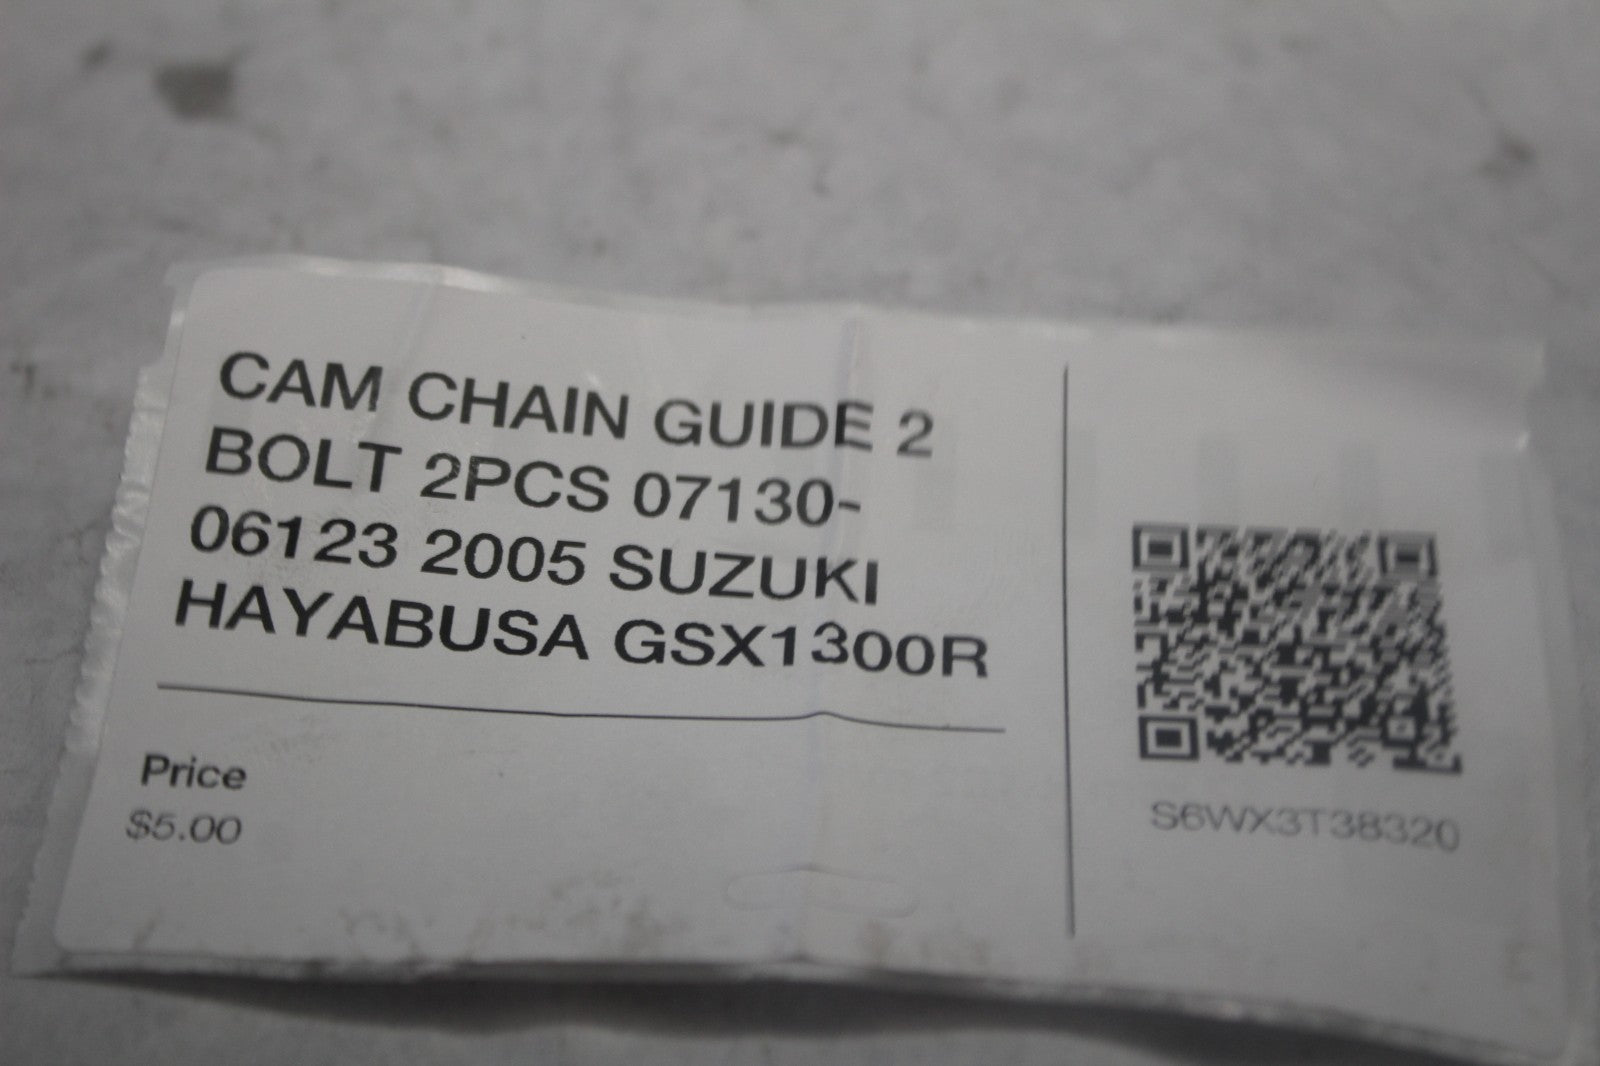 CAM CHAIN GUIDE 2
BOLT 2PCS 07130-
06123 2005 SUZUKI
HAYABUSA GSX1300R
Price
$5.00
S6WX3T38320